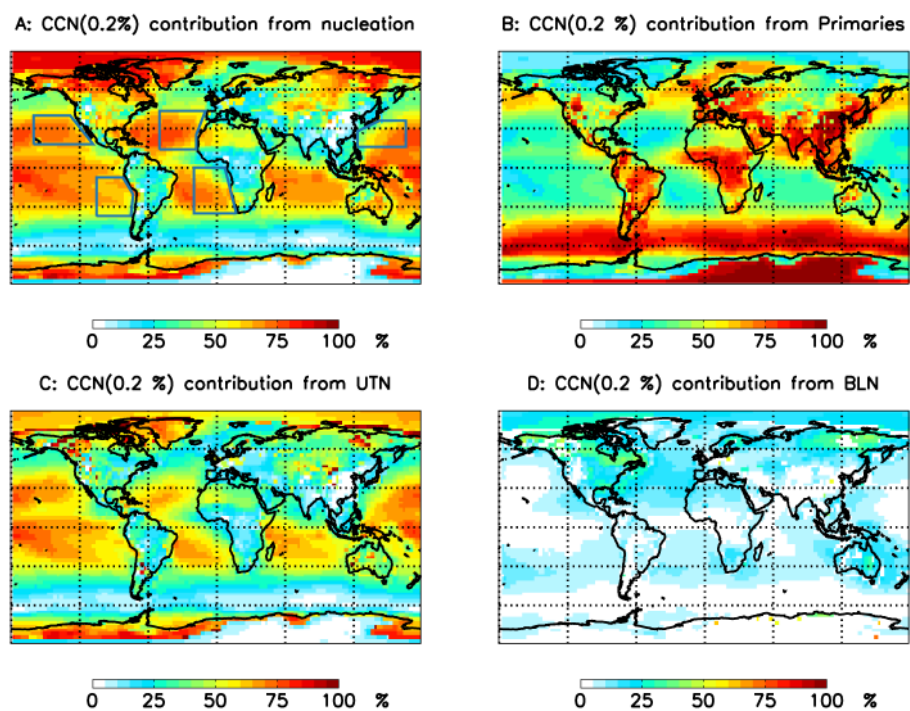 A: CCN(0.2%) contribution from nucleation
B: CCN(0.2 %) contribution from Primaries
0 25 50 75 100 %
0 25 50 75 100 %
C: CCN(0.2 %) contribution from UTN
D: CCN(0.2 %) contribution from BLN
0 25 50 75 100 %
0 25 50 75 100 %